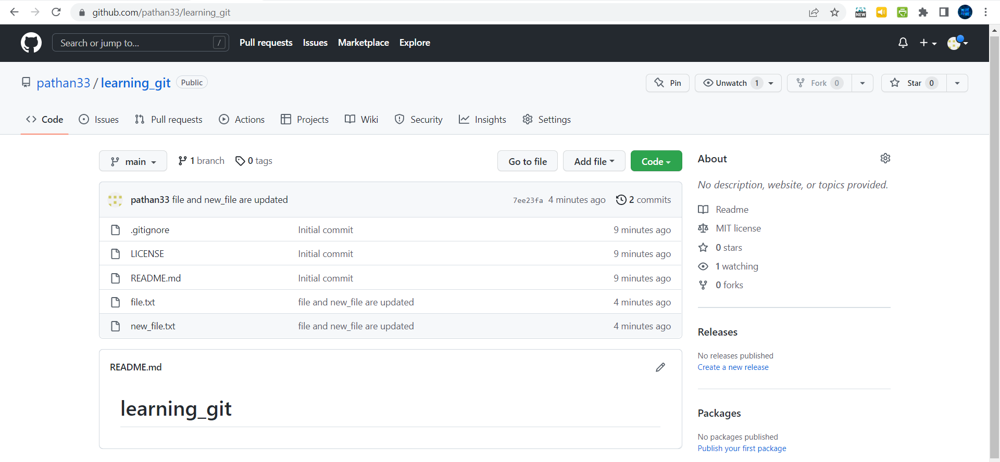 github.com/pathan33/learning_git
NEW
Search or jump to... /
Pull requests Issues Marketplace Explore
pathan33 / learning_git Public
Pin Unwatch 1 Fork 0 Star 0
Code Issues Pull requests Actions Projects Wiki Security Insights Settings
main 1 branch 0 tags Go to file Add file Code
pathan33 file and new_file are updated 7ee23fa 4 minutes ago 2 commits
.gitignore Initial commit 9 minutes ago
LICENSE Initial commit 9 minutes ago
README.md Initial commit 9 minutes ago
file.txt file and new_file are updated 4 minutes ago
new_file.txt file and new_file are updated 4 minutes ago
README.md
learning_git
About
No description, website, or topics provided.
Readme
MIT license
0 stars
1 watching
0 forks
Releases
No releases published
Create a new release
Packages
No packages published
Publish your first package